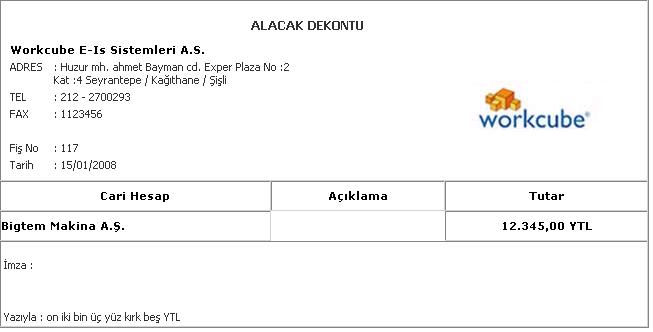 ALACAK DEKONTU
Workcube E-Is Sistemleri A.S.
ADRES : Huzur mh. ahmet Bayman cd. Exper Plaza No :2
Kat :4 Seyrantepe / Kağıthane / Şişli
TEL : 212 - 2700293
FAX : 1123456
workcube®
Fiş No : 117
Tarih : 15/01/2008
Cari Hesap Açıklama Tutar
Bigtem Makina A.Ş. 12.345,00 YTL
İmza :
Yazıyla : on iki bin üç yüz kırk beş YTL